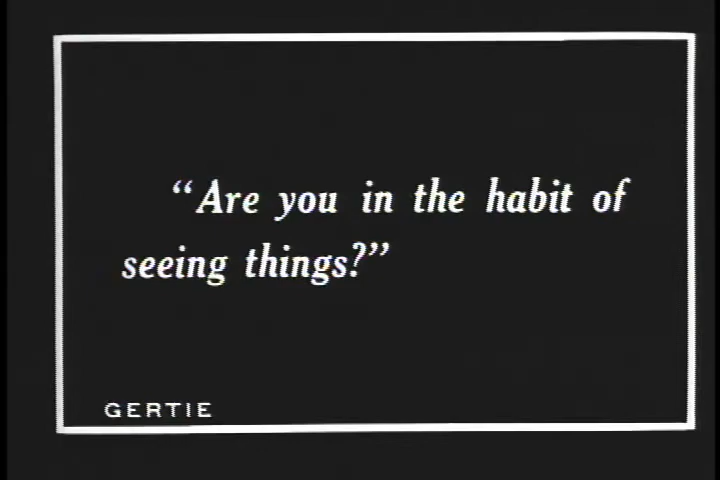 “Are you in the habit of
seeing things?”
GERTIE